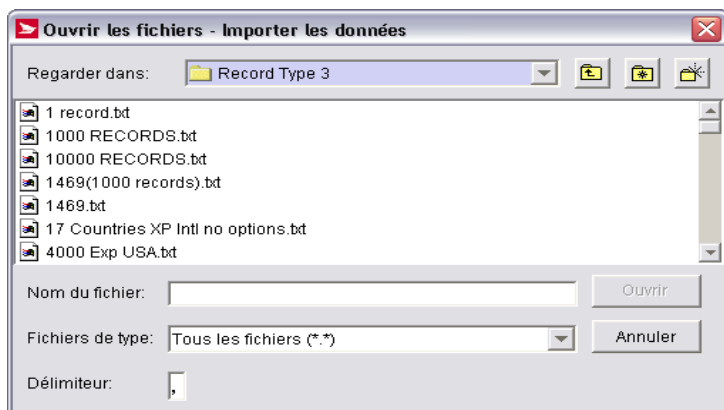 Ouvrir les fichiers - Importer les données
Regarder dans: Record Type 3
1 record.txt
1000 RECORDS.txt
10000 RECORDS.txt
1469(1000 records).txt
1469.txt
17 Countries XP Intl no options.txt
4000 Exp USA.txt
Nom du fichier: Ouvrir
Fichiers de type: Tous les fichiers (*.*) Annuler
Délimiteur: ,